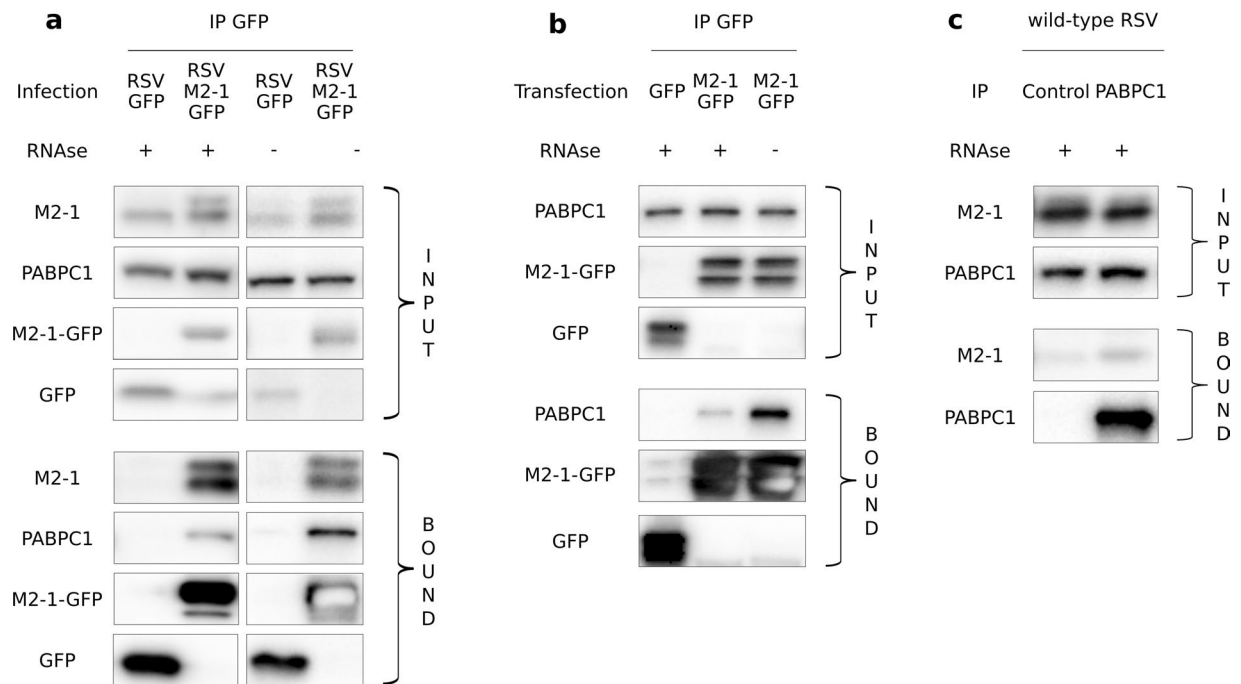 a
IP GFP
Infection
RSV GFP
RSV M2-1 GFP
RSV GFP
RSV M2-1 GFP
RNAse + + - -
M2-1
PABPC1
M2-1-GFP
GFP
INPUT
M2-1
PABPC1
M2-1-GFP
GFP
BOUND
b
IP GFP
Transfection
GFP
M2-1 GFP
M2-1 GFP
RNAse + + -
PABPC1
M2-1-GFP
GFP
INPUT
PABPC1
M2-1-GFP
GFP
BOUND
c
wild-type RSV
IP Control PABPC1
RNAse + +
M2-1
PABPC1
INPUT
M2-1
PABPC1
BOUND